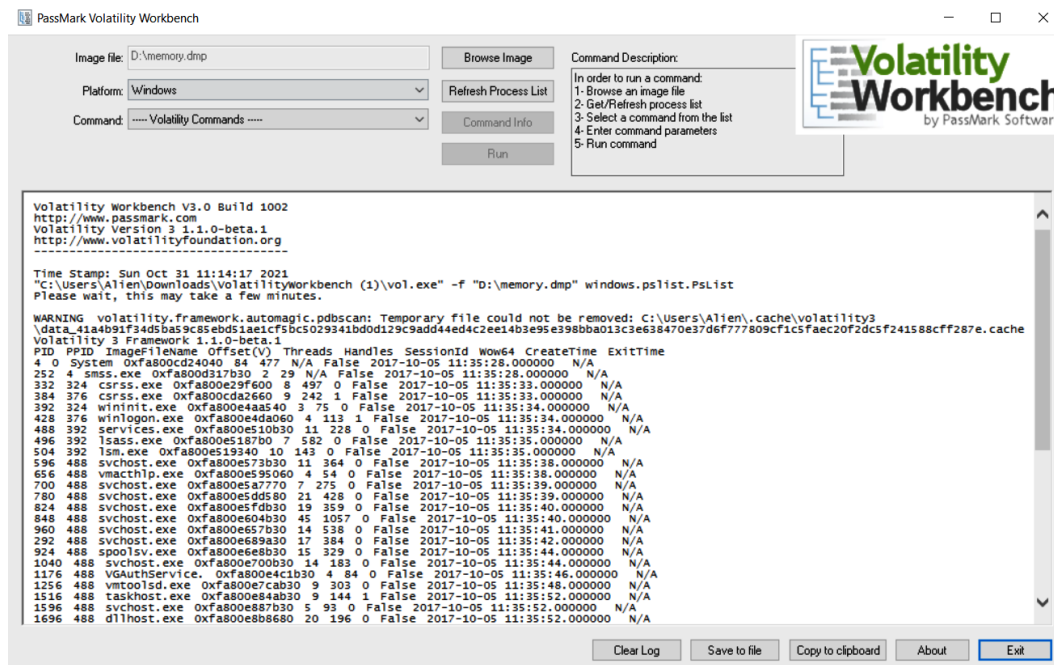 PassMark Volatility Workbench
Image file: D:\memory.dmp
Browse Image
Platform: Windows
Refresh Process List
Command: ----- Volatility Commands -----
Command Info
Run
Command Description:
In order to run a command:
1- Browse an image file
2- Get/Refresh process list
3- Select a command from the list
4- Enter command parameters
5- Run command
Volatility
Workbench
by PassMark Softwar
Volatility Workbench V3.0 Build 1002
http://www.passmark.com
Volatility Version 3 1.1.0-beta.1
http://www.volatilityfoundation.org
------------------------------------
Time Stamp: Sun Oct 31 11:14:17 2021
"C:\Users\Alien\Downloads\VolatilityWorkbench (1)\vol.exe" -f "D:\memory.dmp" windows.pslist.PsList
Please wait, this may take a few minutes.
WARNING  volatility.framework.automagic.pdbscan: Temporary file could not be removed: C:\Users\Alien\.cache\volatility3
\data_41a4b91f34d5ba59c85ebd51ae1cf5bc5029341bd0d129c9add44ed4c2ee14b3e95e398bba013c3e638470e37d6f777809cf1c5faec20f2dc5f241588cff287e.cache
Volatility 3 Framework 1.1.0-beta.1
PID PPID ImageFileName Offset(V) Threads Handles SessionId Wow64 CreateTime ExitTime
4 0 System 0xfa800cd24040 84 477 N/A False 2017-10-05 11:35:28.000000 N/A
252 4 smss.exe 0xfa800d317b30 2 29 N/A False 2017-10-05 11:35:28.000000 N/A
332 324 csrss.exe 0xfa800e29f600 8 497 0 False 2017-10-05 11:35:33.000000 N/A
384 376 csrss.exe 0xfa800cda2660 9 242 1 False 2017-10-05 11:35:33.000000 N/A
392 324 wininit.exe 0xfa800e4aa540 3 75 0 False 2017-10-05 11:35:34.000000 N/A
428 376 winlogon.exe 0xfa800e4da060 4 113 1 False 2017-10-05 11:35:34.000000 N/A
488 392 services.exe 0xfa800e510b30 11 228 0 False 2017-10-05 11:35:34.000000 N/A
496 392 lsass.exe 0xfa800e5187b0 7 582 0 False 2017-10-05 11:35:35.000000 N/A
504 392 lsm.exe 0xfa800e519340 10 143 0 False 2017-10-05 11:35:35.000000 N/A
596 488 svchost.exe 0xfa800e573b30 11 364 0 False 2017-10-05 11:35:38.000000 N/A
656 488 vmacthlp.exe 0xfa800e595060 4 54 0 False 2017-10-05 11:35:38.000000 N/A
700 488 svchost.exe 0xfa800e5a7770 7 275 0 False 2017-10-05 11:35:39.000000 N/A
780 488 svchost.exe 0xfa800e5dd580 21 428 0 False 2017-10-05 11:35:39.000000 N/A
824 488 svchost.exe 0xfa800e5fdb30 19 359 0 False 2017-10-05 11:35:40.000000 N/A
848 488 svchost.exe 0xfa800e604b30 45 1057 0 False 2017-10-05 11:35:40.000000 N/A
960 488 svchost.exe 0xfa800e657b30 14 538 0 False 2017-10-05 11:35:41.000000 N/A
292 488 svchost.exe 0xfa800e689a30 17 384 0 False 2017-10-05 11:35:42.000000 N/A
924 488 spoolsv.exe 0xfa800e6e8b30 15 329 0 False 2017-10-05 11:35:44.000000 N/A
1040 488 svchost.exe 0xfa800e700b30 14 183 0 False 2017-10-05 11:35:44.000000 N/A
1176 488 VGAuthService. 0xfa800e4c1b30 4 84 0 False 2017-10-05 11:35:46.000000 N/A
1256 488 vmtoolsd.exe 0xfa800e7cab30 9 303 0 False 2017-10-05 11:35:48.000000 N/A
1516 488 taskhost.exe 0xfa800e84ab30 9 144 1 False 2017-10-05 11:35:52.000000 N/A
1596 488 svchost.exe 0xfa800e887b30 5 93 0 False 2017-10-05 11:35:52.000000 N/A
1696 488 dllhost.exe 0xfa800e8b8680 20 196 0 False 2017-10-05 11:35:52.000000 N/A
Clear Log
Save to file
Copy to clipboard
About
Exit